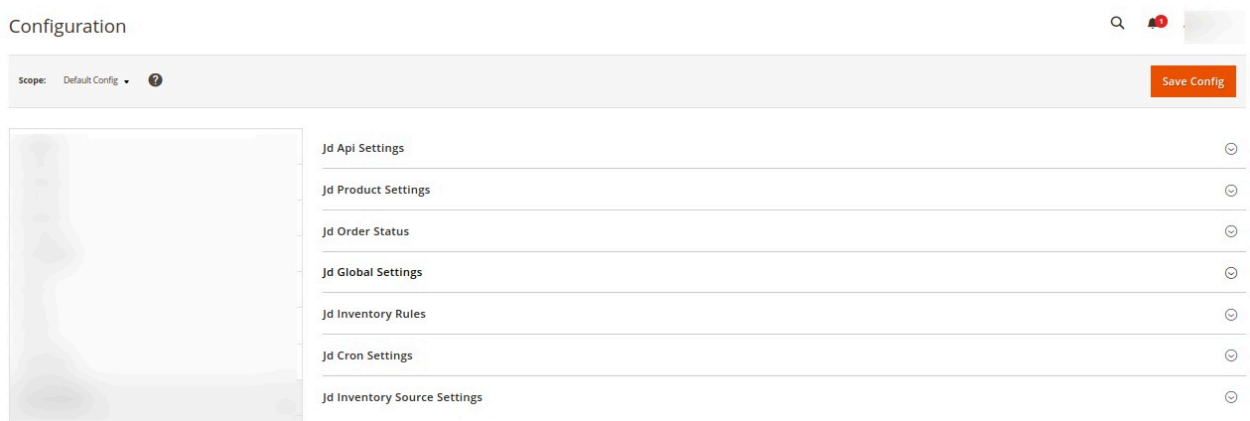 Configuration
1
Scope: Default Config ?
Save Config
Jd Api Settings
Jd Product Settings
Jd Order Status
Jd Global Settings
Jd Inventory Rules
Jd Cron Settings
Jd Inventory Source Settings